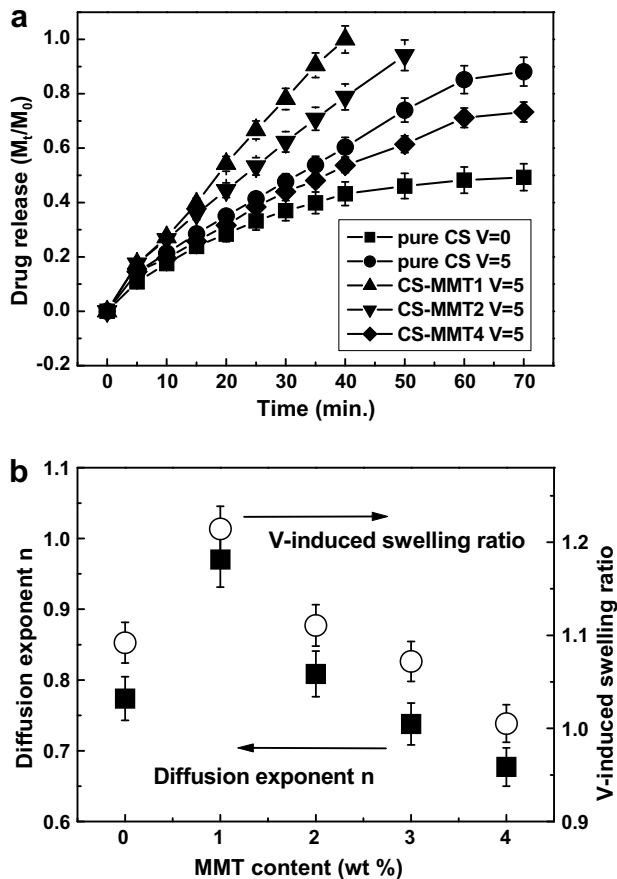 a
1.0
0.8
0.6
0.4
0.2
0.0
-0.2
Drug release (Mt/M0)
pure CS V=0
pure CS V=5
CS-MMT1 V=5
CS-MMT2 V=5
CS-MMT4 V=5
0 10 20 30 40 50 60 70
Time (min.)
b
1.1
1.0
0.9
0.8
0.7
0.6
Diffusion exponent n
V-induced swelling ratio
Diffusion exponent n
1.2
1.1
1.0
0.9
V-induced swelling ratio
0 1 2 3 4
MMT content (wt %)